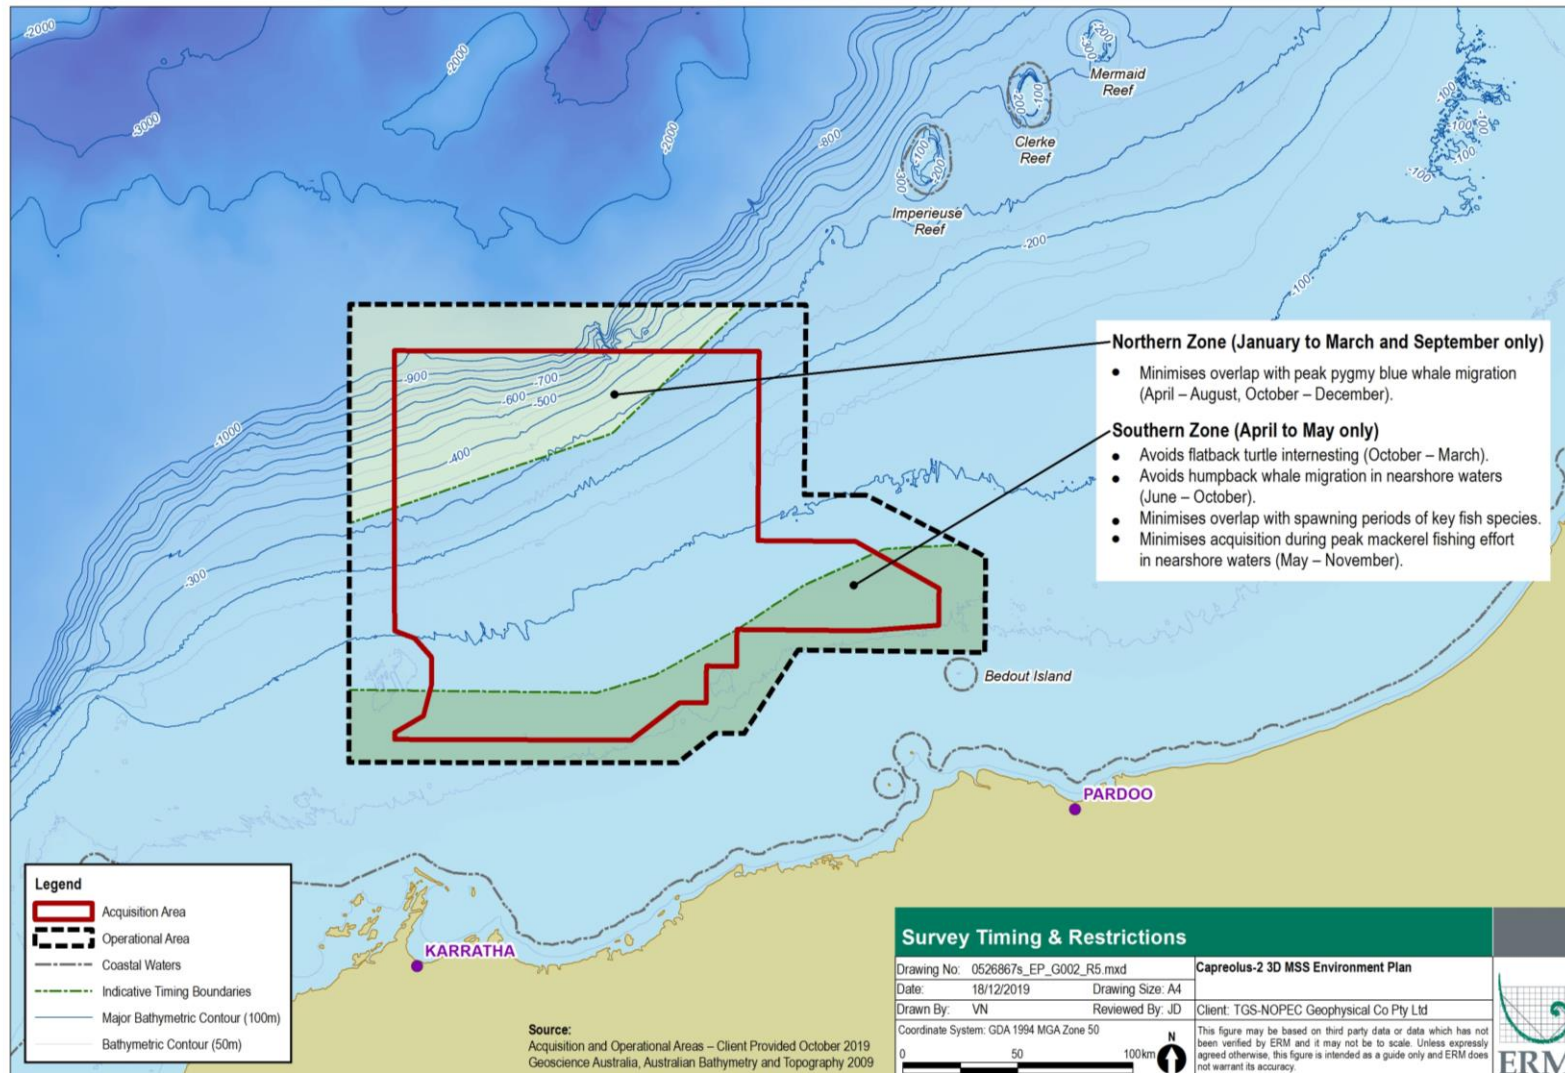 -2000
-2000
-3000
-2000
-800
-200
-300
Mermaid
Reef
-200
-100
Clerke
Reef
-100
-200
-300
Imperieuse
Reef
-100
-100
-100
-100
-100
-100
-200
-100
-900
-700
-600
-500
-1000
-400
-300
Northern Zone (January to March and September only)
• Minimises overlap with peak pygmy blue whale migration
(April – August, October – December).
Southern Zone (April to May only)
• Avoids flatback turtle internesting (October – March).
• Avoids humpback whale migration in nearshore waters
(June – October).
• Minimises overlap with spawning periods of key fish species.
• Minimises acquisition during peak mackerel fishing effort
in nearshore waters (May – November).
Bedout Island
PARDOO
KARRATHA
Legend
Acquisition Area
Operational Area
Coastal Waters
Indicative Timing Boundaries
Major Bathymetric Contour (100m)
Bathymetric Contour (50m)
Source:
Acquisition and Operational Areas – Client Provided October 2019
Geoscience Australia, Australian Bathymetry and Topography 2009
Survey Timing & Restrictions
Drawing No: 0526867s_EP_G002_R5.mxd
Date: 18/12/2019 Drawing Size: A4
Drawn By: VN Reviewed By: JD
Coordinate System: GDA 1994 MGA Zone 50
N
0 50 100km
Capreolus-2 3D MSS Environment Plan
Client: TGS-NOPEC Geophysical Co Pty Ltd
This figure may be based on third party data or data which has not
been verified by ERM and it may not be to scale. Unless expressly
agreed otherwise, this figure is intended as a guide only and ERM does
not warrant its accuracy.
ERM